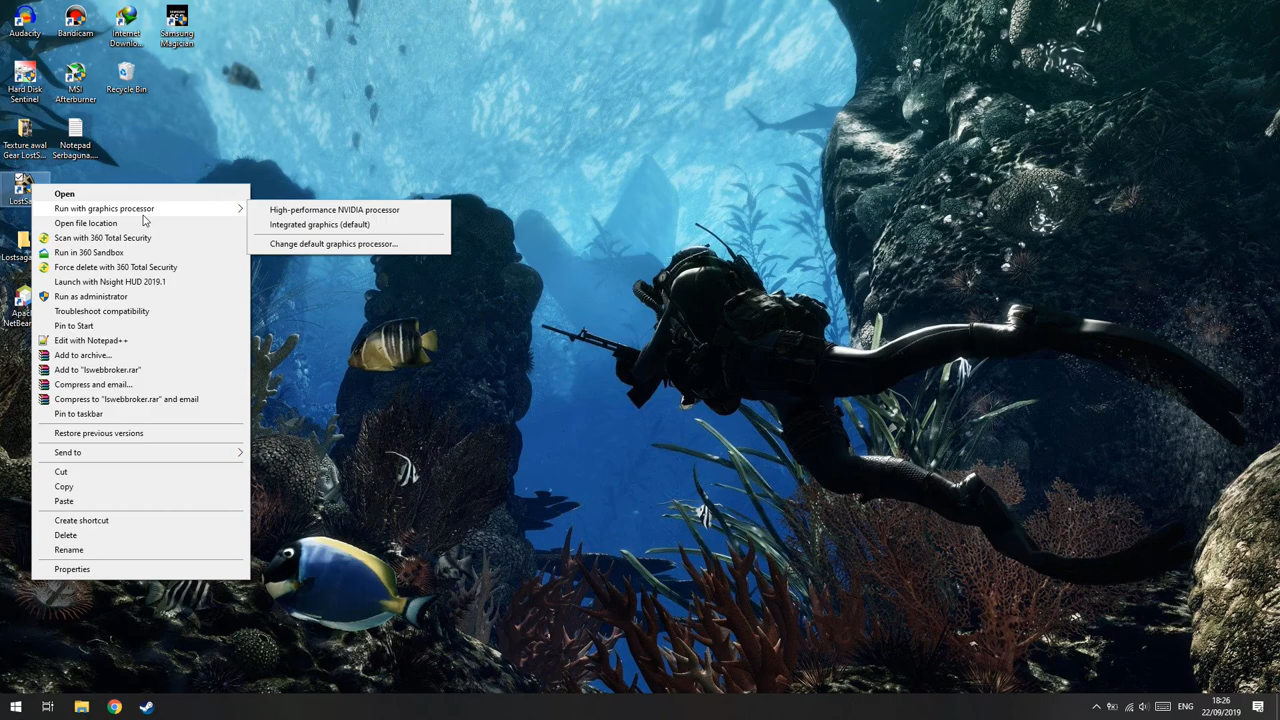 Audacity
Bandicam
Internet
Downlo...
Samsung
Magician
Hard Disk
Sentinel
MSI
Afterburner
Recycle Bin
Texture awal
Gear LostS...
Notepad
Serbaguna....
LostSa
Lostsaga
Apac
NetBean
Open
Run with graphics processor
Open file location
Scan with 360 Total Security
Run in 360 Sandbox
Force delete with 360 Total Security
Launch with Nsight HUD 2019.1
Run as administrator
Troubleshoot compatibility
Pin to Start
Edit with Notepad++
Add to archive...
Add to "lswebbroker.rar"
Compress and email...
Compress to "lswebbroker.rar" and email
Pin to taskbar
Restore previous versions
Send to
Cut
Copy
Paste
Create shortcut
Delete
Rename
Properties
High-performance NVIDIA processor
Integrated graphics (default)
Change default graphics processor...
ENG
18:26
22/09/2019